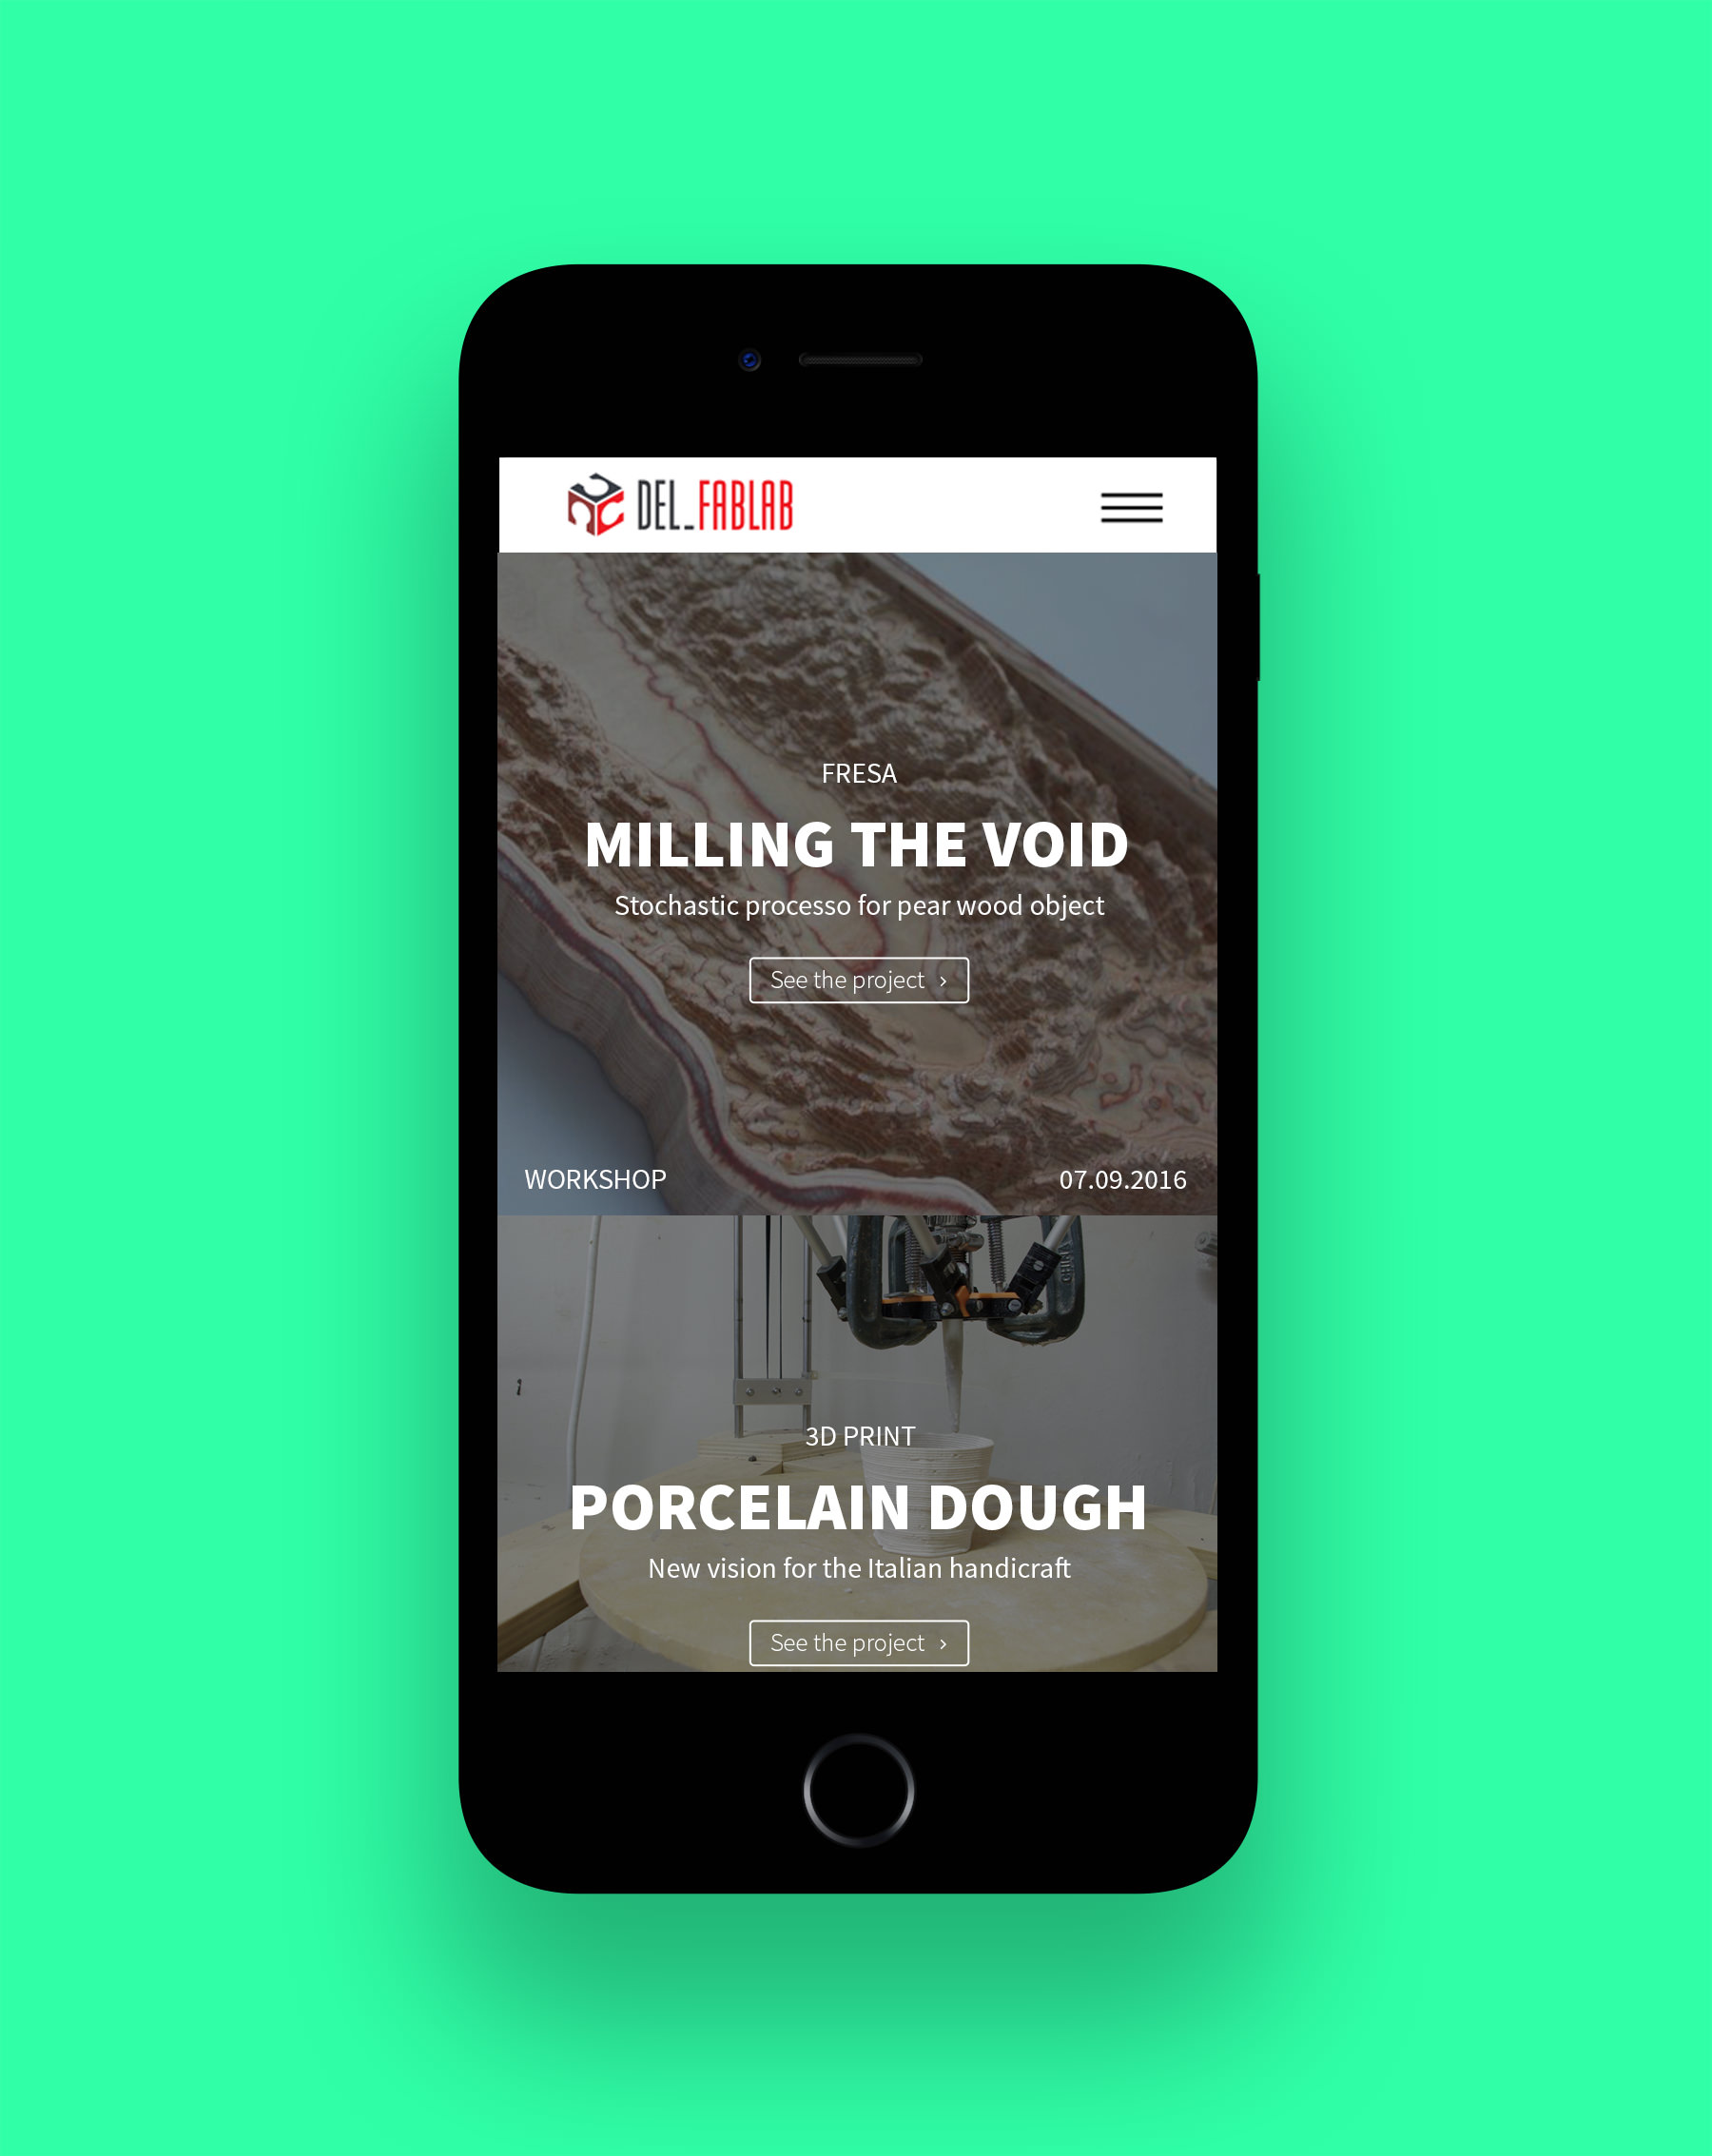 DEL_FABLAB
FRESA
MILLING THE VOID
Stochastic processo for pear wood object
See the project ›
WORKSHOP 07.09.2016
3D PRINT
PORCELAIN DOUGH
New vision for the Italian handicraft
See the project ›